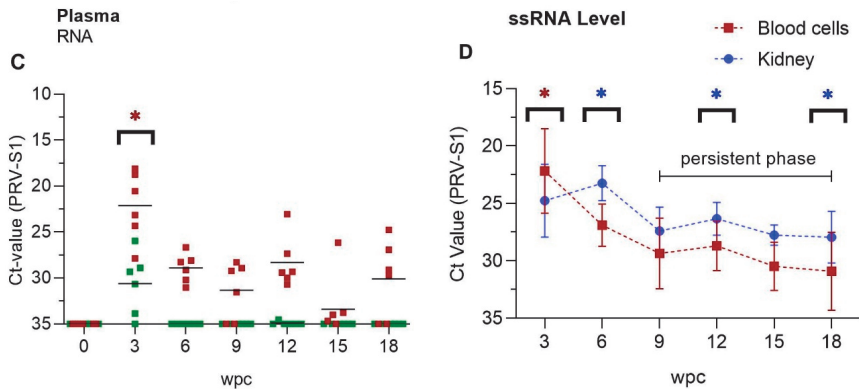 Plasma
RNA
C
Ct-value (PRV-S1)
10
15
20
25
30
35
*
0 3 6 9 12 15 18
wpc
ssRNA Level
Blood cells
Kidney
D
Ct Value (PRV-S1)
15
20
25
30
35
* * * *
persistent phase
3 6 9 12 15 18
wpc